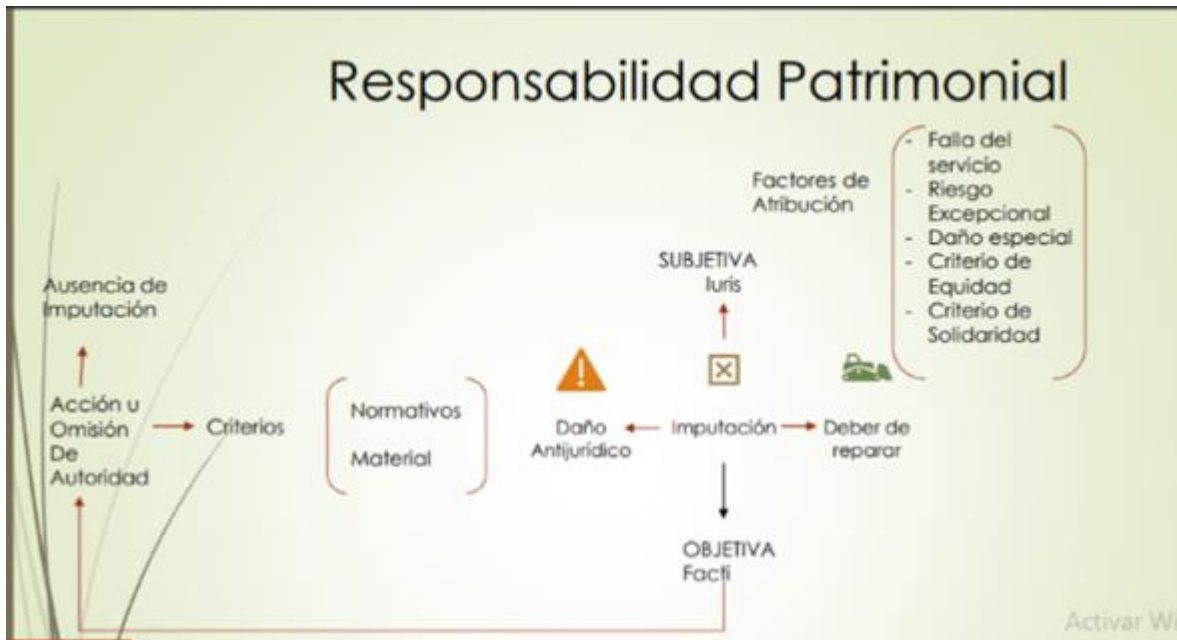 Responsabilidad Patrimonial
- Falla del
servicio
- Riesgo
Excepcional
- Daño especial
- Criterio de
Equidad
- Criterio de
Solidaridad
Factores de
Atribución
SUBJETIVA
Iuris
Ausencia de
Imputación
Acción u
Omisión
De
Autoridad
Criterios
Normativos
Material
Daño
Antijurídico
Imputación
Deber de
reparar
OBJETIVA
Facti
Activar Wi